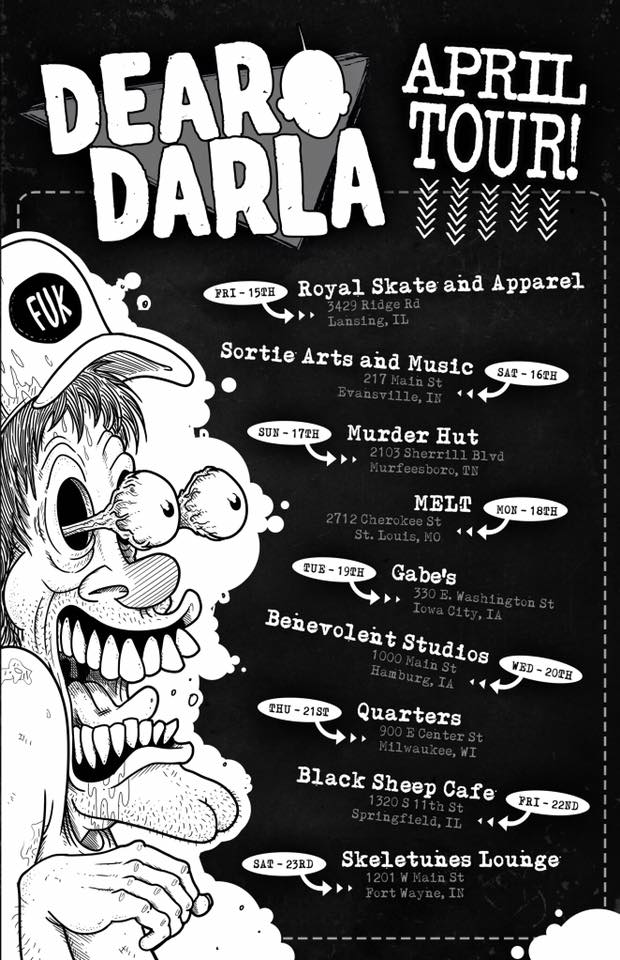 DEAR
DARLA
APRIL
TOUR!
FUK
FRI-15TH
Royal Skate and Apparel
3429 Ridge Rd
Lansing, IL
Sortie Arts and Music
217 Main St
Evansville, IN
SAT-16TH
SUN-17TH
Murder Hut
2103 Sherrill Blvd
Murfeesboro, TN
MELT
2712 Cherokee St
St. Louis, MO
MON-18TH
TUE-19TH
Gabe's
330 E. Washington St
Iowa City, IA
Benevolent Studios
1000 Main St
Hamburg, IA
WED-20TH
THU-21ST
Quarters
900 E Center St
Milwaukee, WI
Black Sheep Cafe
1320 S 11th St
Springfield, IL
FRI-22ND
SAT-23RD
Skeletunes Lounge
1201 W Main St
Fort Wayne, IN